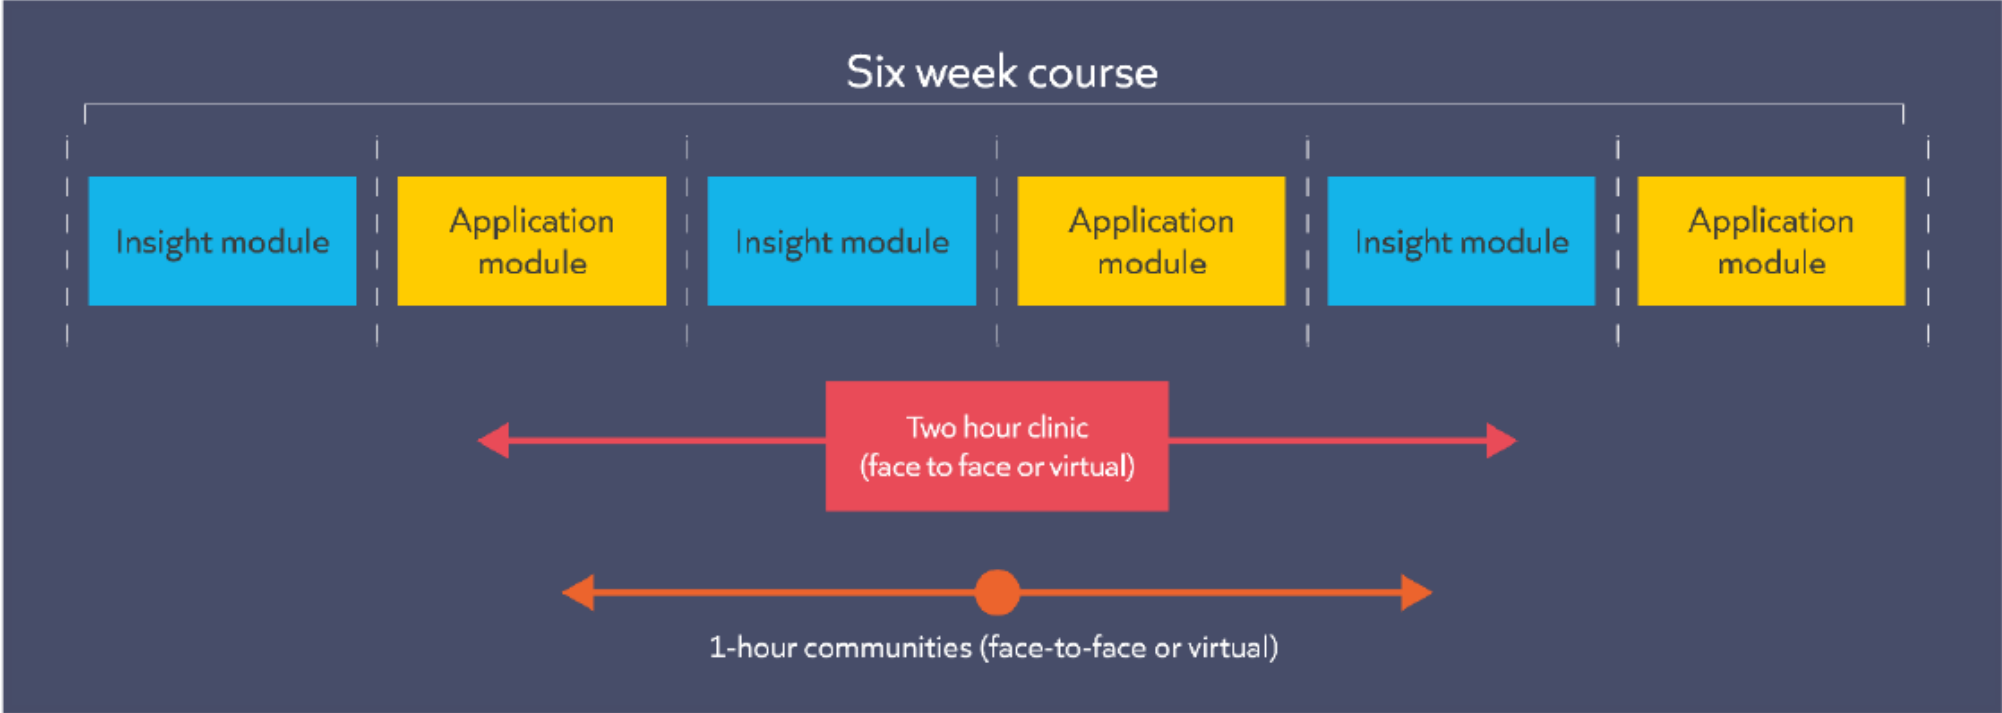 Six week course
Insight module
Application
module
Insight module
Application
module
Insight module
Application
module
Two hour clinic
(face to face or virtual)
1-hour communities (face-to-face or virtual)